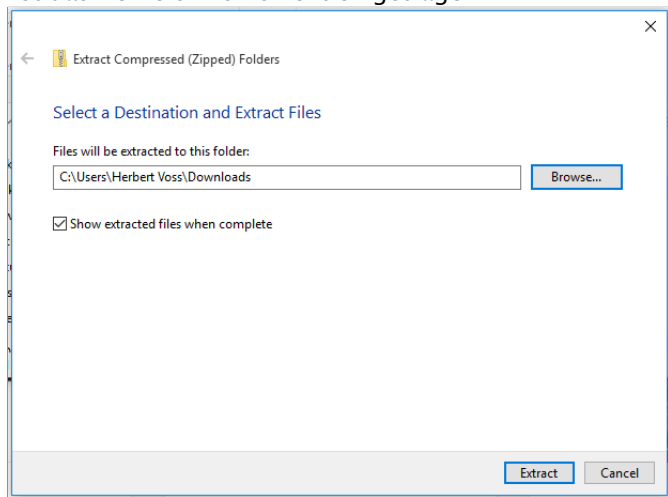 Extract Compressed (Zipped) Folders
Select a Destination and Extract Files
Files will be extracted to this folder:
C:\Users\Herbert Voss\Downloads
Browse...
Show extracted files when complete
Extract
Cancel